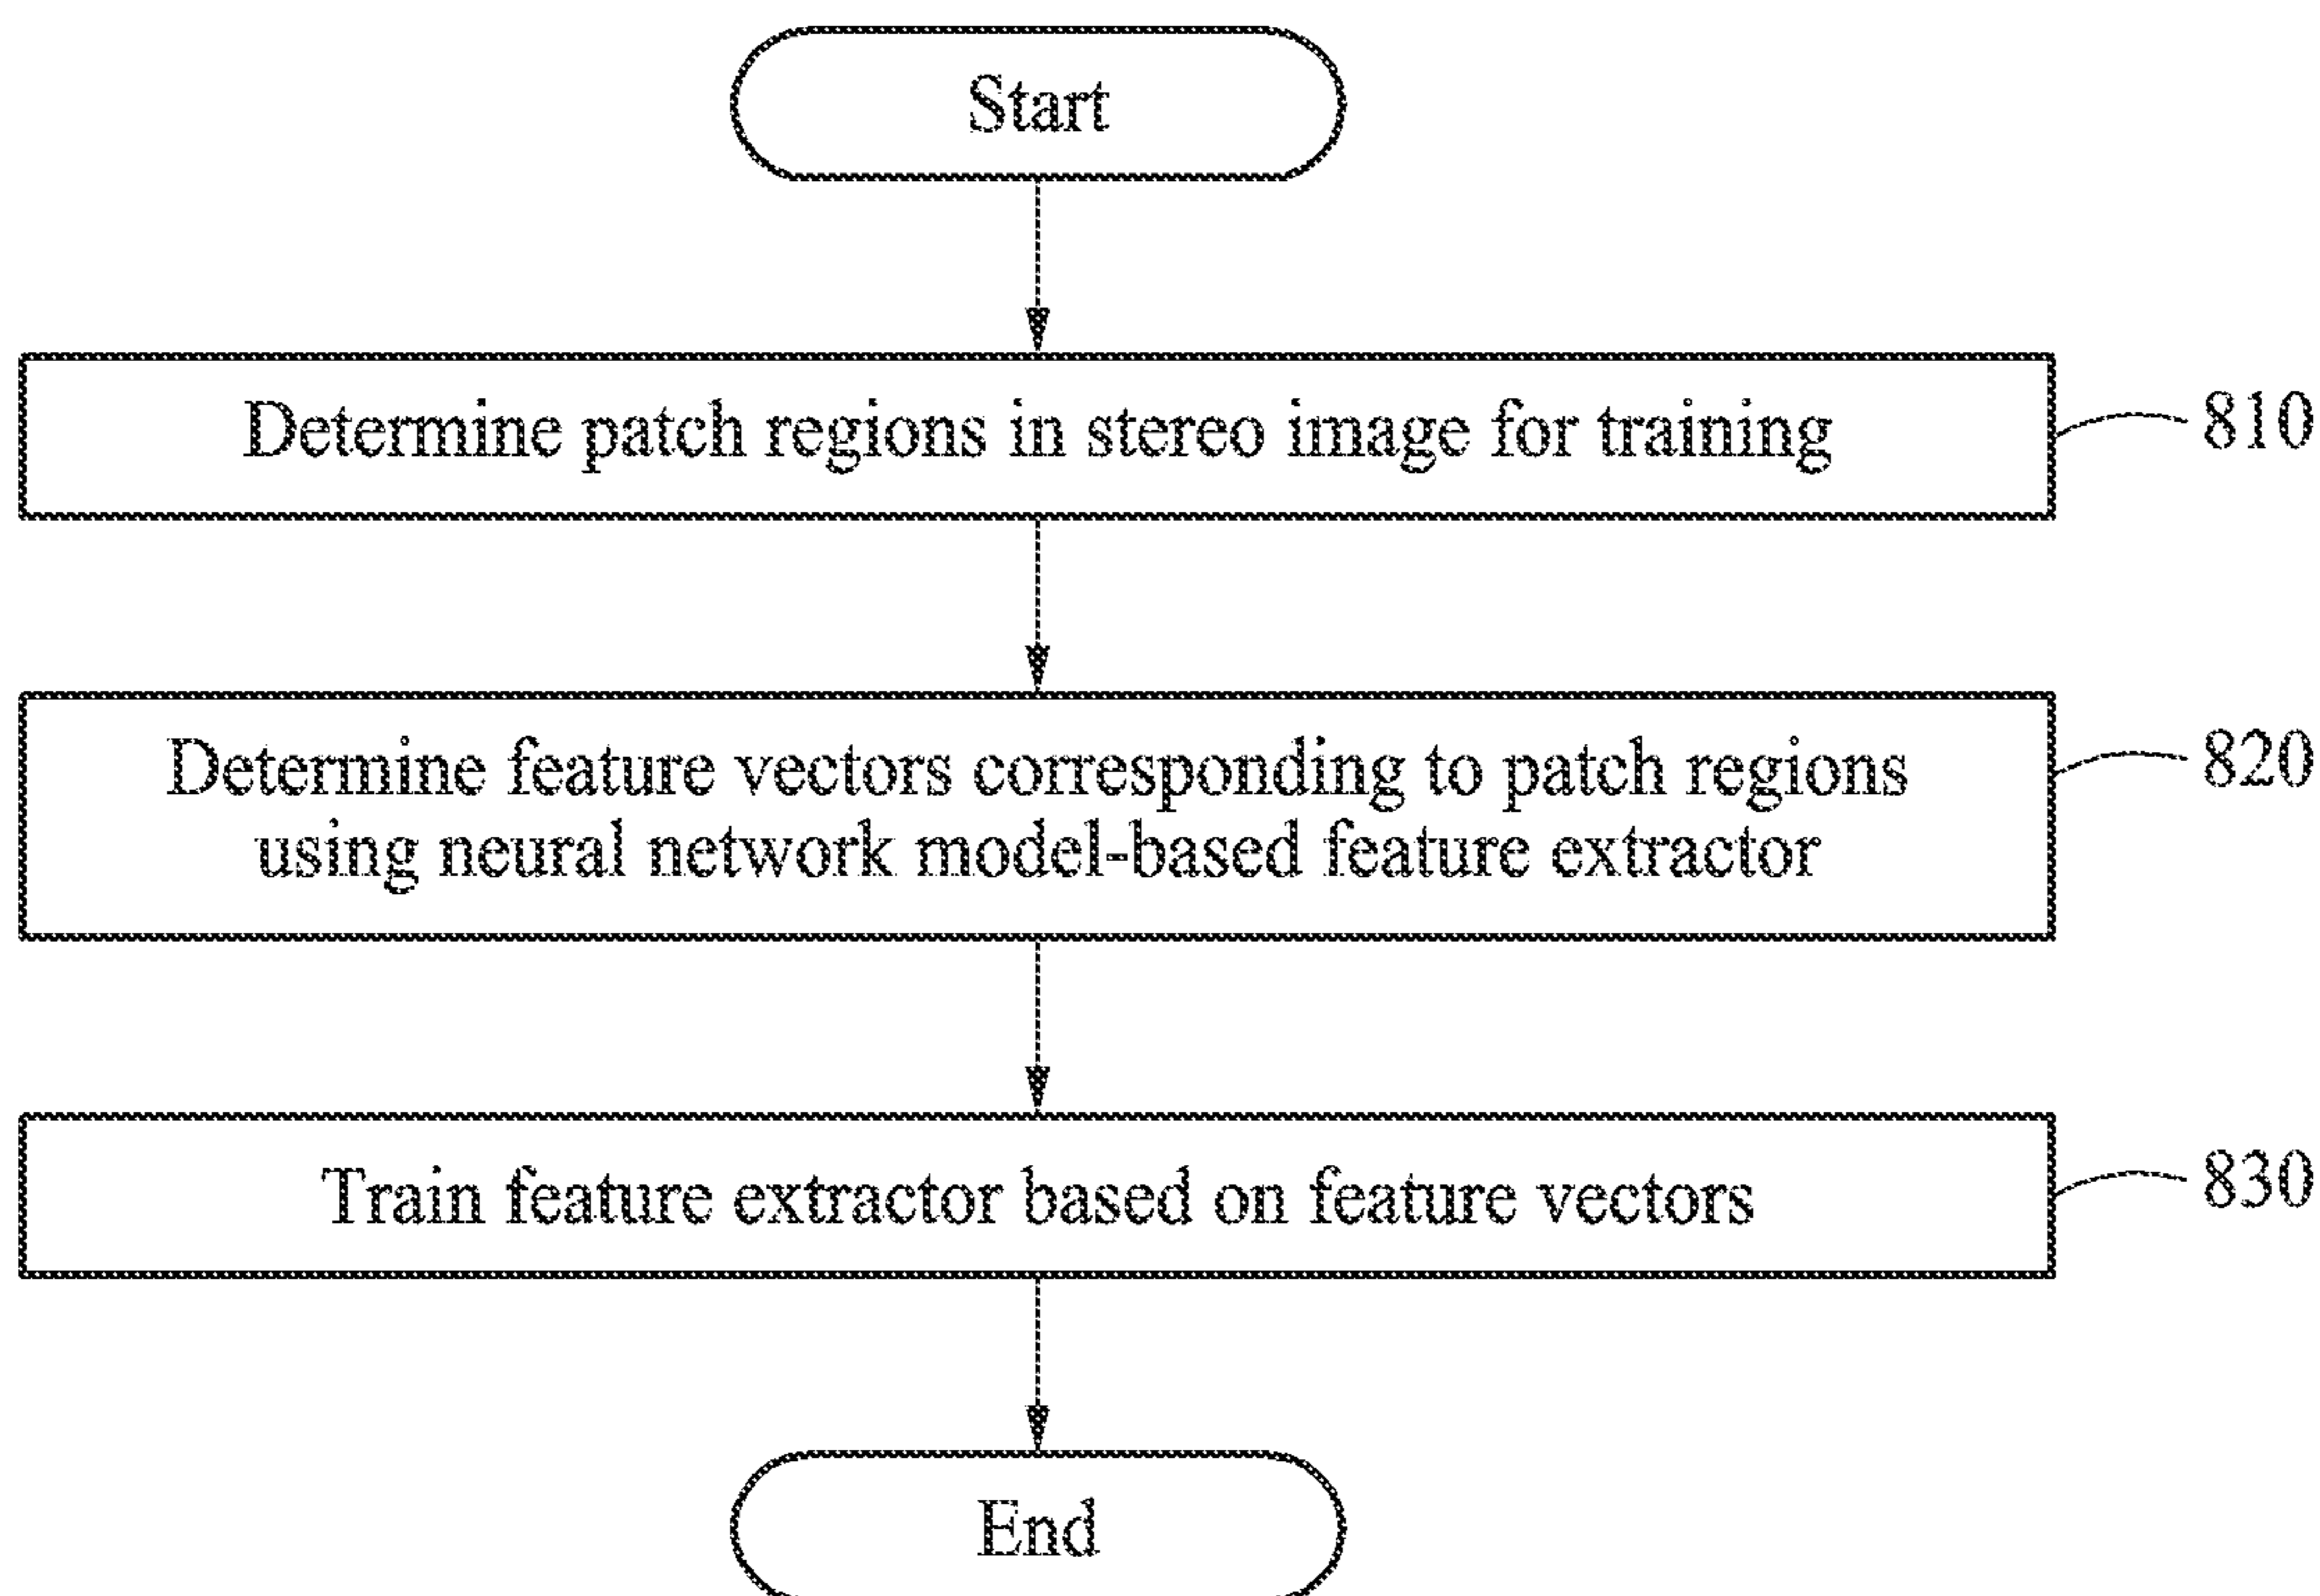 Start
Determine patch regions in stereo image for training
810
Determine feature vectors corresponding to patch regions
using neural network model-based feature extractor
820
Train feature extractor based on feature vectors
830
End